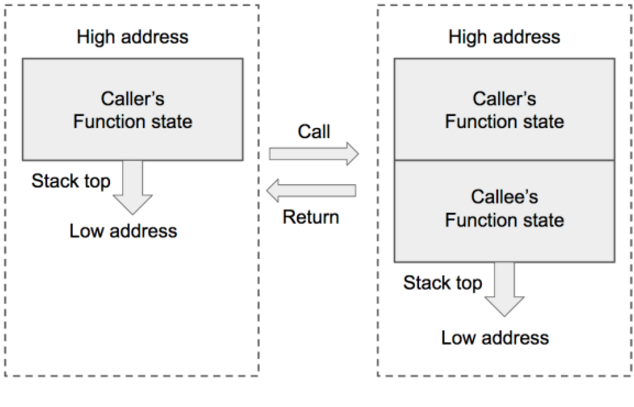 High address
Caller's
Function state
Stack top
Low address
Call
Return
High address
Caller's
Function state
Callee's
Function state
Stack top
Low address